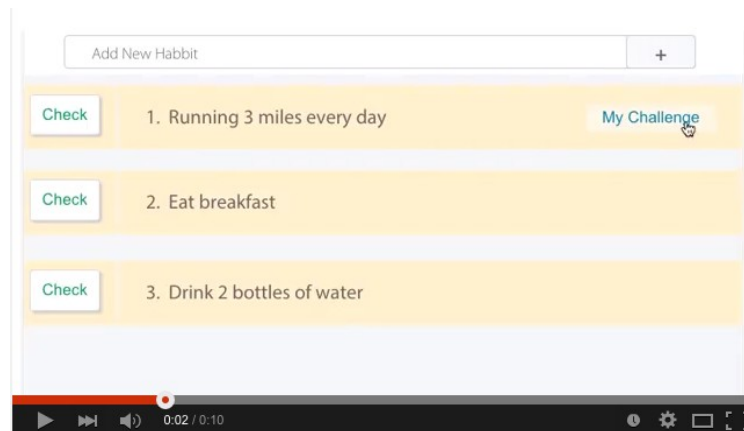 Add New Habbit +
Check 1. Running 3 miles every day My Challenge
Check 2. Eat breakfast
Check 3. Drink 2 bottles of water
0:02 / 0:10